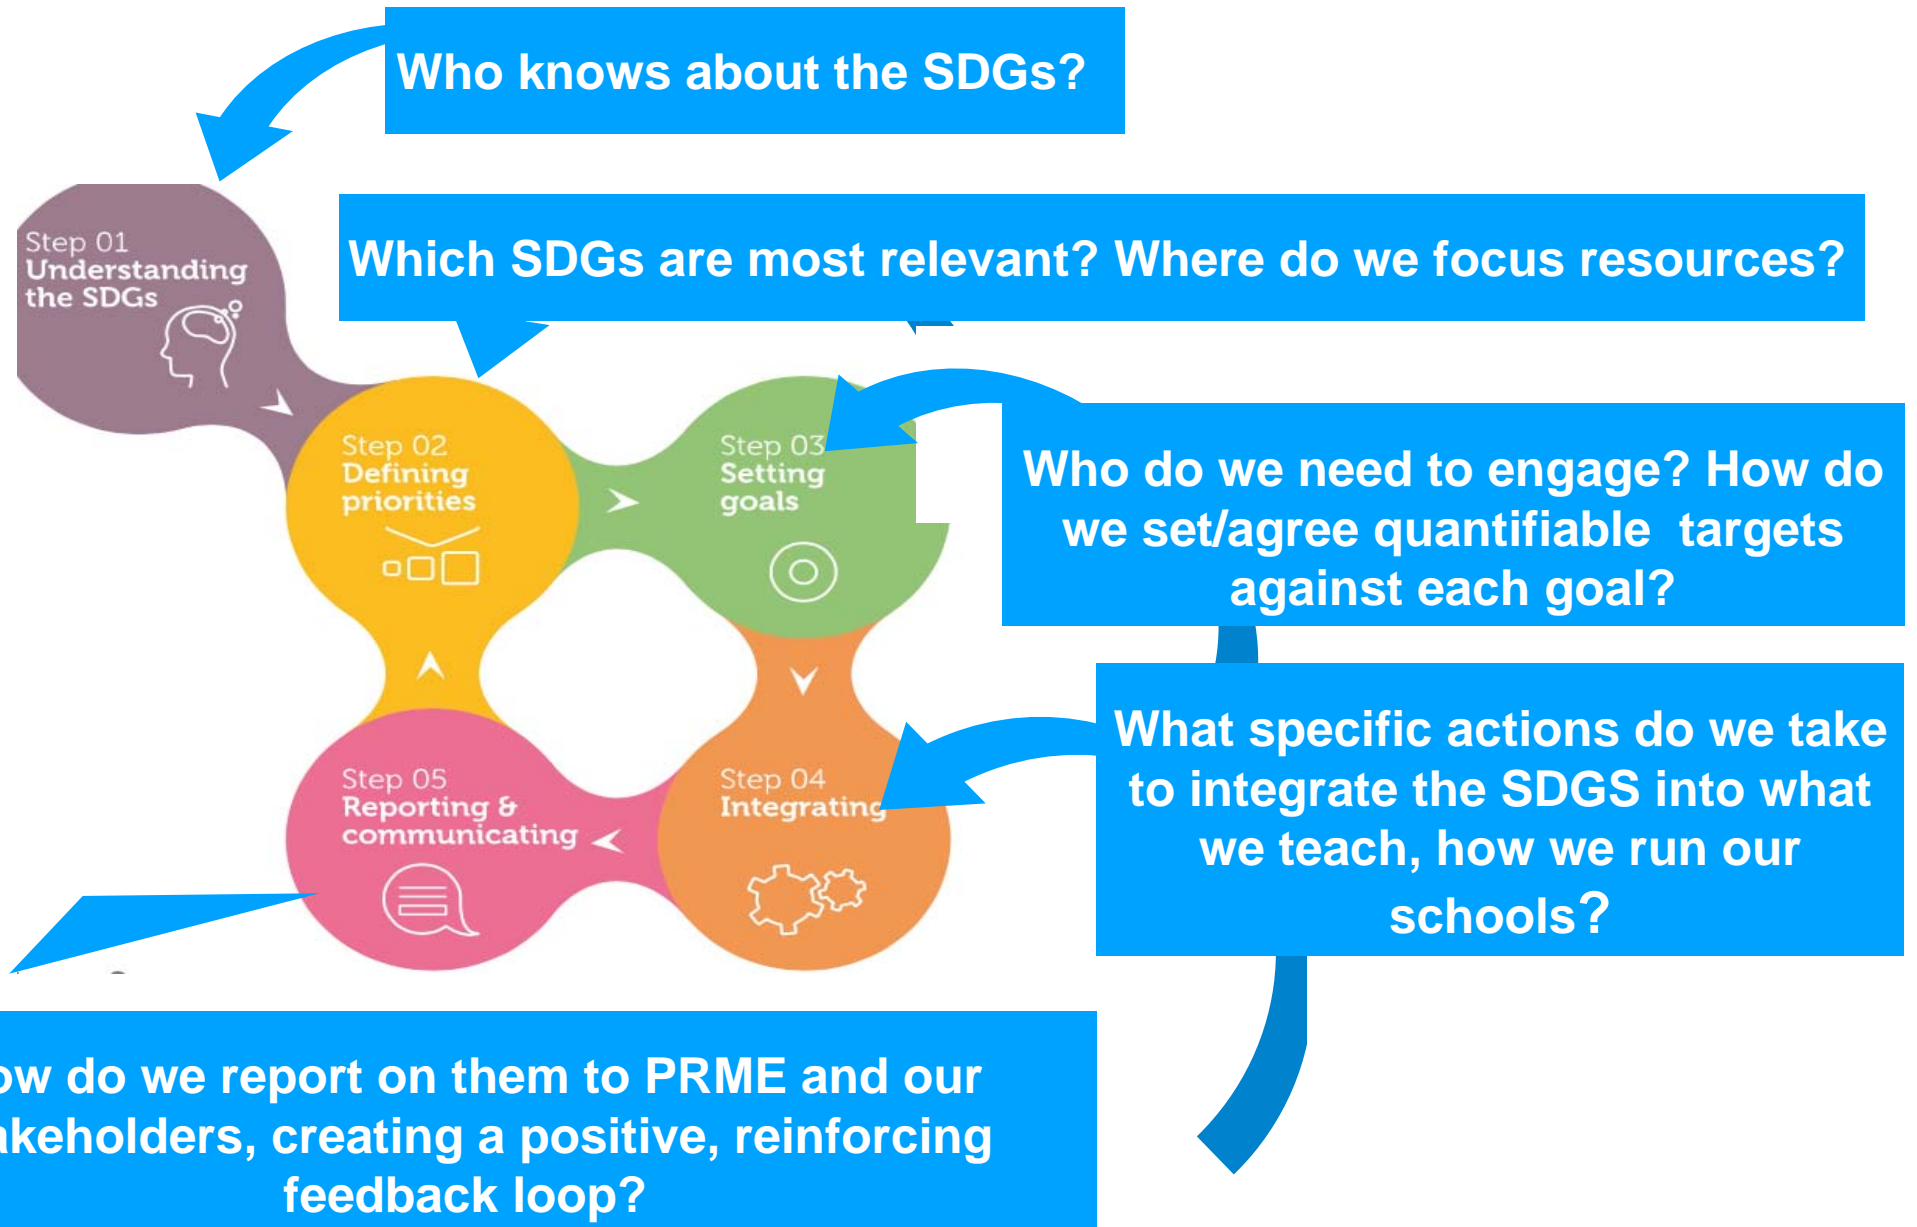 Who knows about the SDGs?
Step 01
Understanding
the SDGs
Which SDGs are most relevant? Where do we focus resources?
Step 02
Defining
priorities
Step 03
Setting
goals
Who do we need to engage? How do
we set/agree quantifiable targets
against each goal?
Step 04
Integrating
What specific actions do we take
to integrate the SDGS into what
we teach, how we run our
schools?
Step 05
Reporting &
communicating
do we report on them to PRME and our
creating a positive, reinforcing
feedback loop?